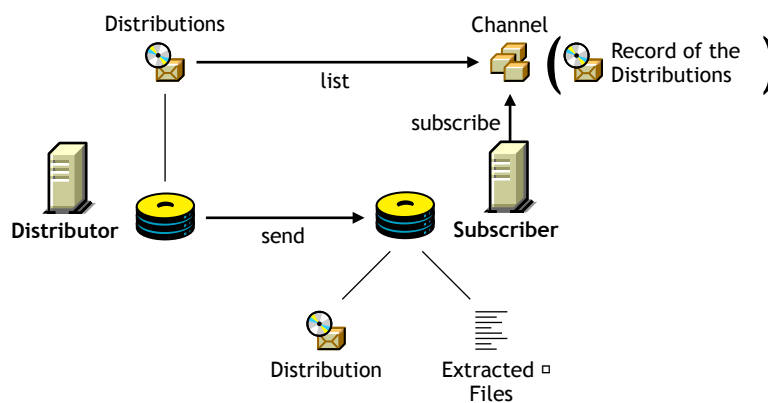 Distributions
Channel
Record of the
Distributions
list
subscribe
Distributor
send
Subscriber
Distribution
Extracted
Files